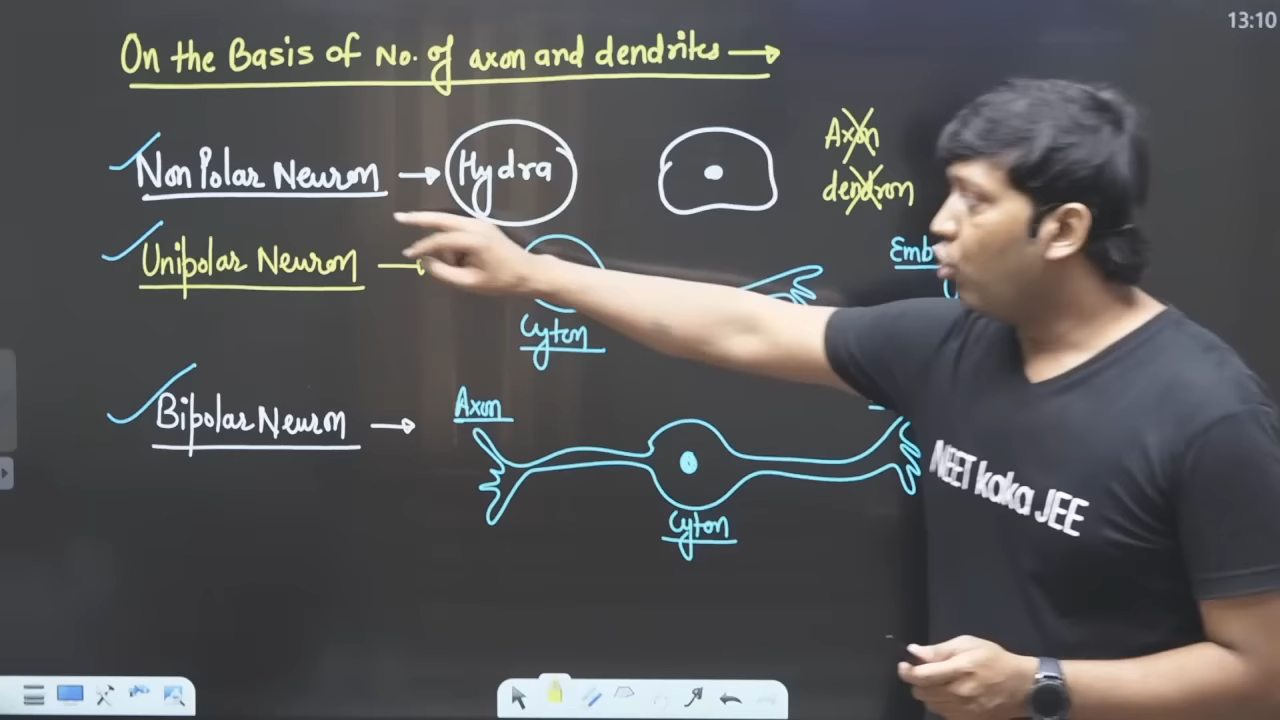 13:10
On the Basis of No. of axon and dendrites →
Non Polar Neuron → Hydra
Axon
dendron
Unipolar Neuron →
Emb
Cyton
Bipolar Neuron →
Axon
Cyton
NEET kaka JEE